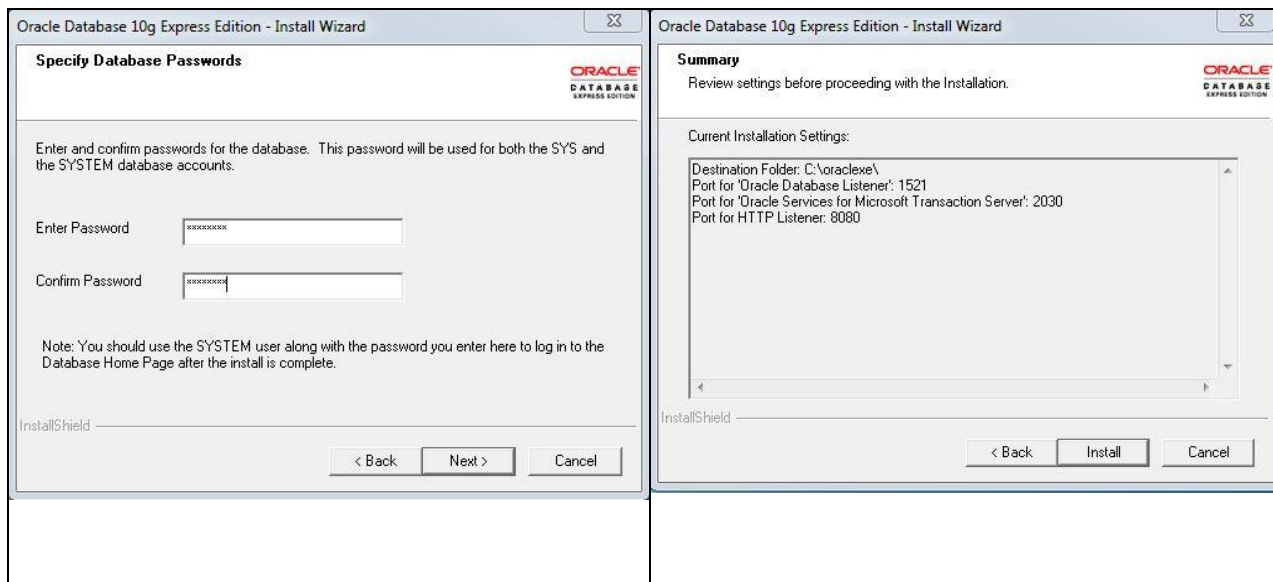 Oracle Database 10g Express Edition - Install Wizard
Specify Database Passwords
ORACLE
DATABASE
EXPRESS EDITION
Enter and confirm passwords for the database. This password will be used for both the SYS and
the SYSTEM database accounts.
Enter Password
xxxxxxxx
Confirm Password
xxxxxxxx
Note: You should use the SYSTEM user along with the password you enter here to log in to the
Database Home Page after the install is complete.
InstallShield
< Back
Next >
Cancel
Oracle Database 10g Express Edition - Install Wizard
Summary
Review settings before proceeding with the Installation.
ORACLE
DATABASE
EXPRESS EDITION
Current Installation Settings:
Destination Folder: C:\oraclexe\
Port for 'Oracle Database Listener': 1521
Port for 'Oracle Services for Microsoft Transaction Server': 2030
Port for HTTP Listener: 8080
InstallShield
< Back
Install
Cancel